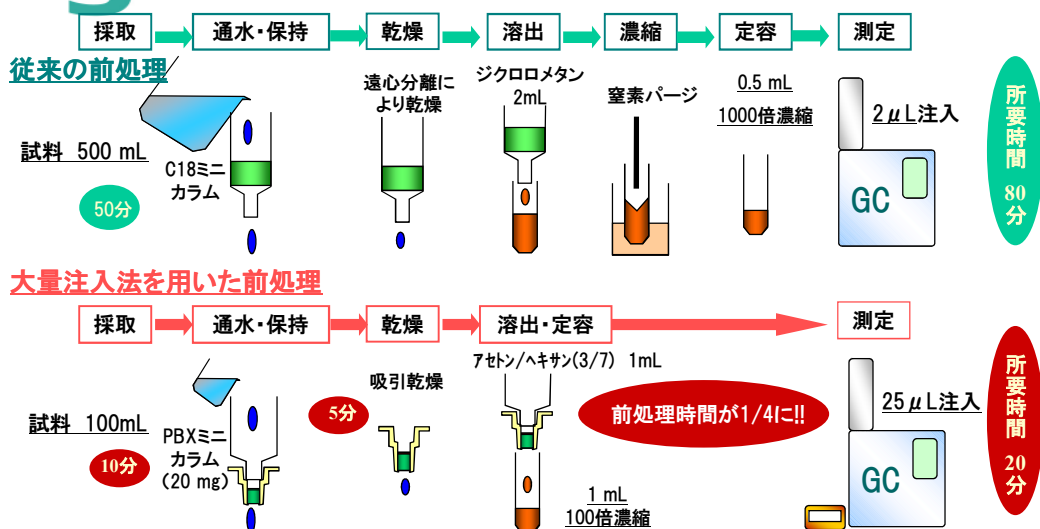 採取
通水・保持
乾燥
溶出
濃縮
定容
測定
従来の前処理
試料 500 mL
50分
C18ミニ
カラム
遠心分離に
より乾燥
ジクロロメタン
2mL
窒素パージ
0.5 mL
1000倍濃縮
2μL注入
GC
所要時間 80分
大量注入法を用いた前処理
採取
通水・保持
乾燥
溶出・定容
測定
試料 100mL
10分
PBXミニ
カラム
(20 mg)
5分
吸引乾燥
アセトン/ヘキサン(3/7) 1mL
前処理時間が1/4に!!
1 mL
100倍濃縮
25μL注入
GC
所要時間 20分